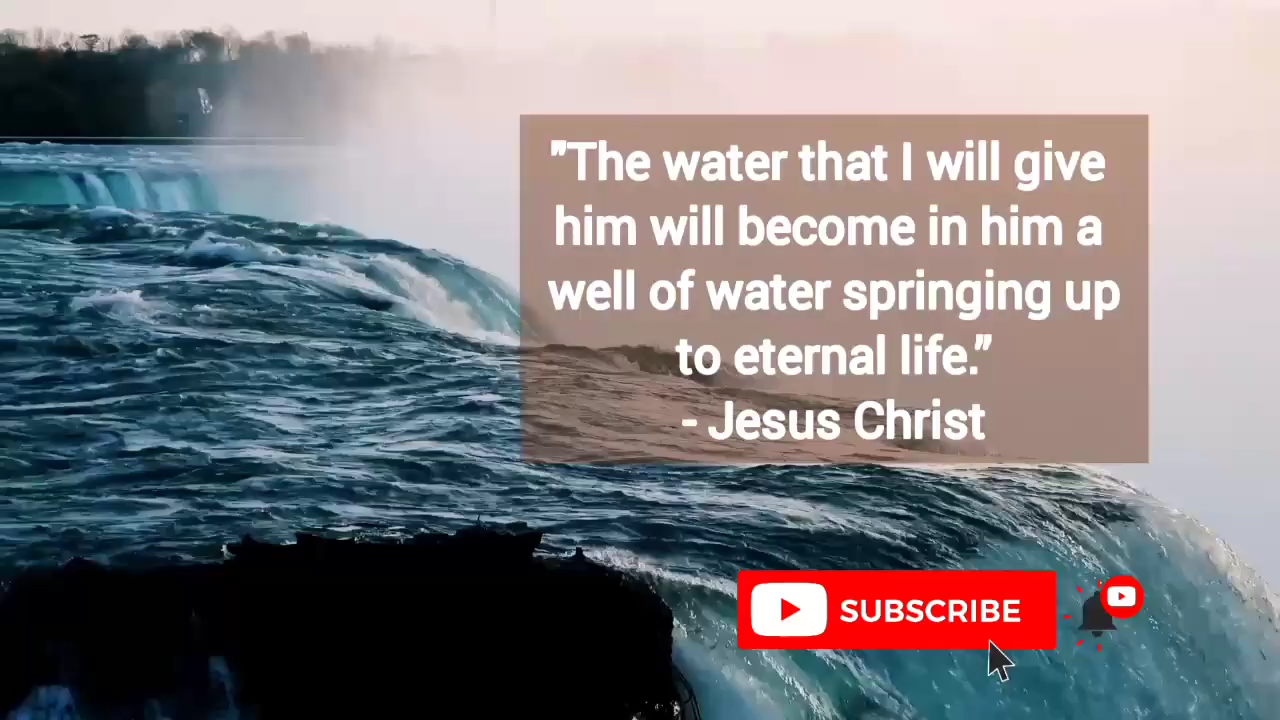 "The water that I will give
him will become in him a
well of water springing up
to eternal life.”
- Jesus Christ
SUBSCRIBE